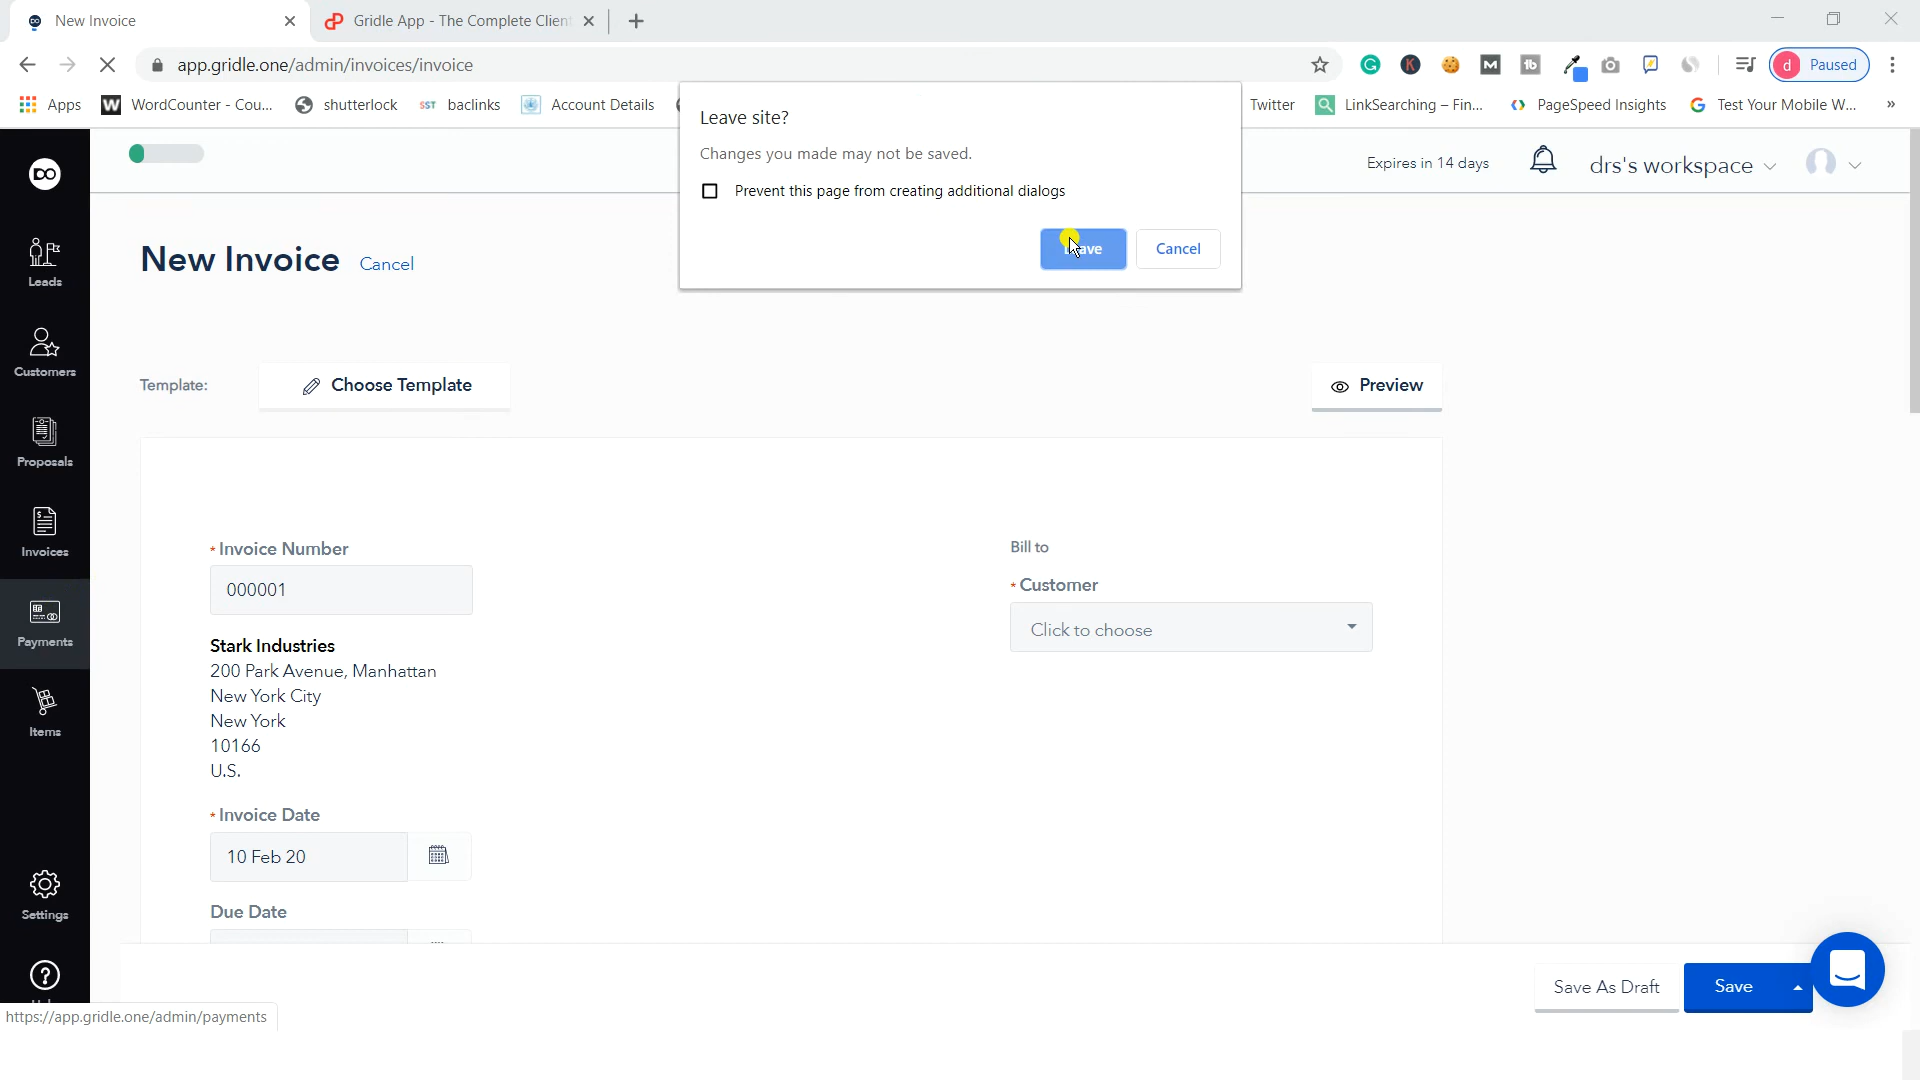 New Invoice
Gridle App - The Complete Client
app.gridle.one/admin/invoices/invoice
Paused
Apps
WordCounter - Cou...
shutterlock
baclinks
Account Details
Twitter
LinkSearching – Fin...
PageSpeed Insights
Test Your Mobile W...
Leave site?
Changes you made may not be saved.
Prevent this page from creating additional dialogs
Cancel
Expires in 14 days
drs's workspace
Leads
Customers
Proposals
Invoices
Payments
Items
Settings
New Invoice
Cancel
Template:
Choose Template
Preview
* Invoice Number
000001
Stark Industries
200 Park Avenue, Manhattan
New York City
New York
10166
U.S.
* Invoice Date
10 Feb 20
Due Date
Bill to
* Customer
Click to choose
Save As Draft
Save
https://app.gridle.one/admin/payments